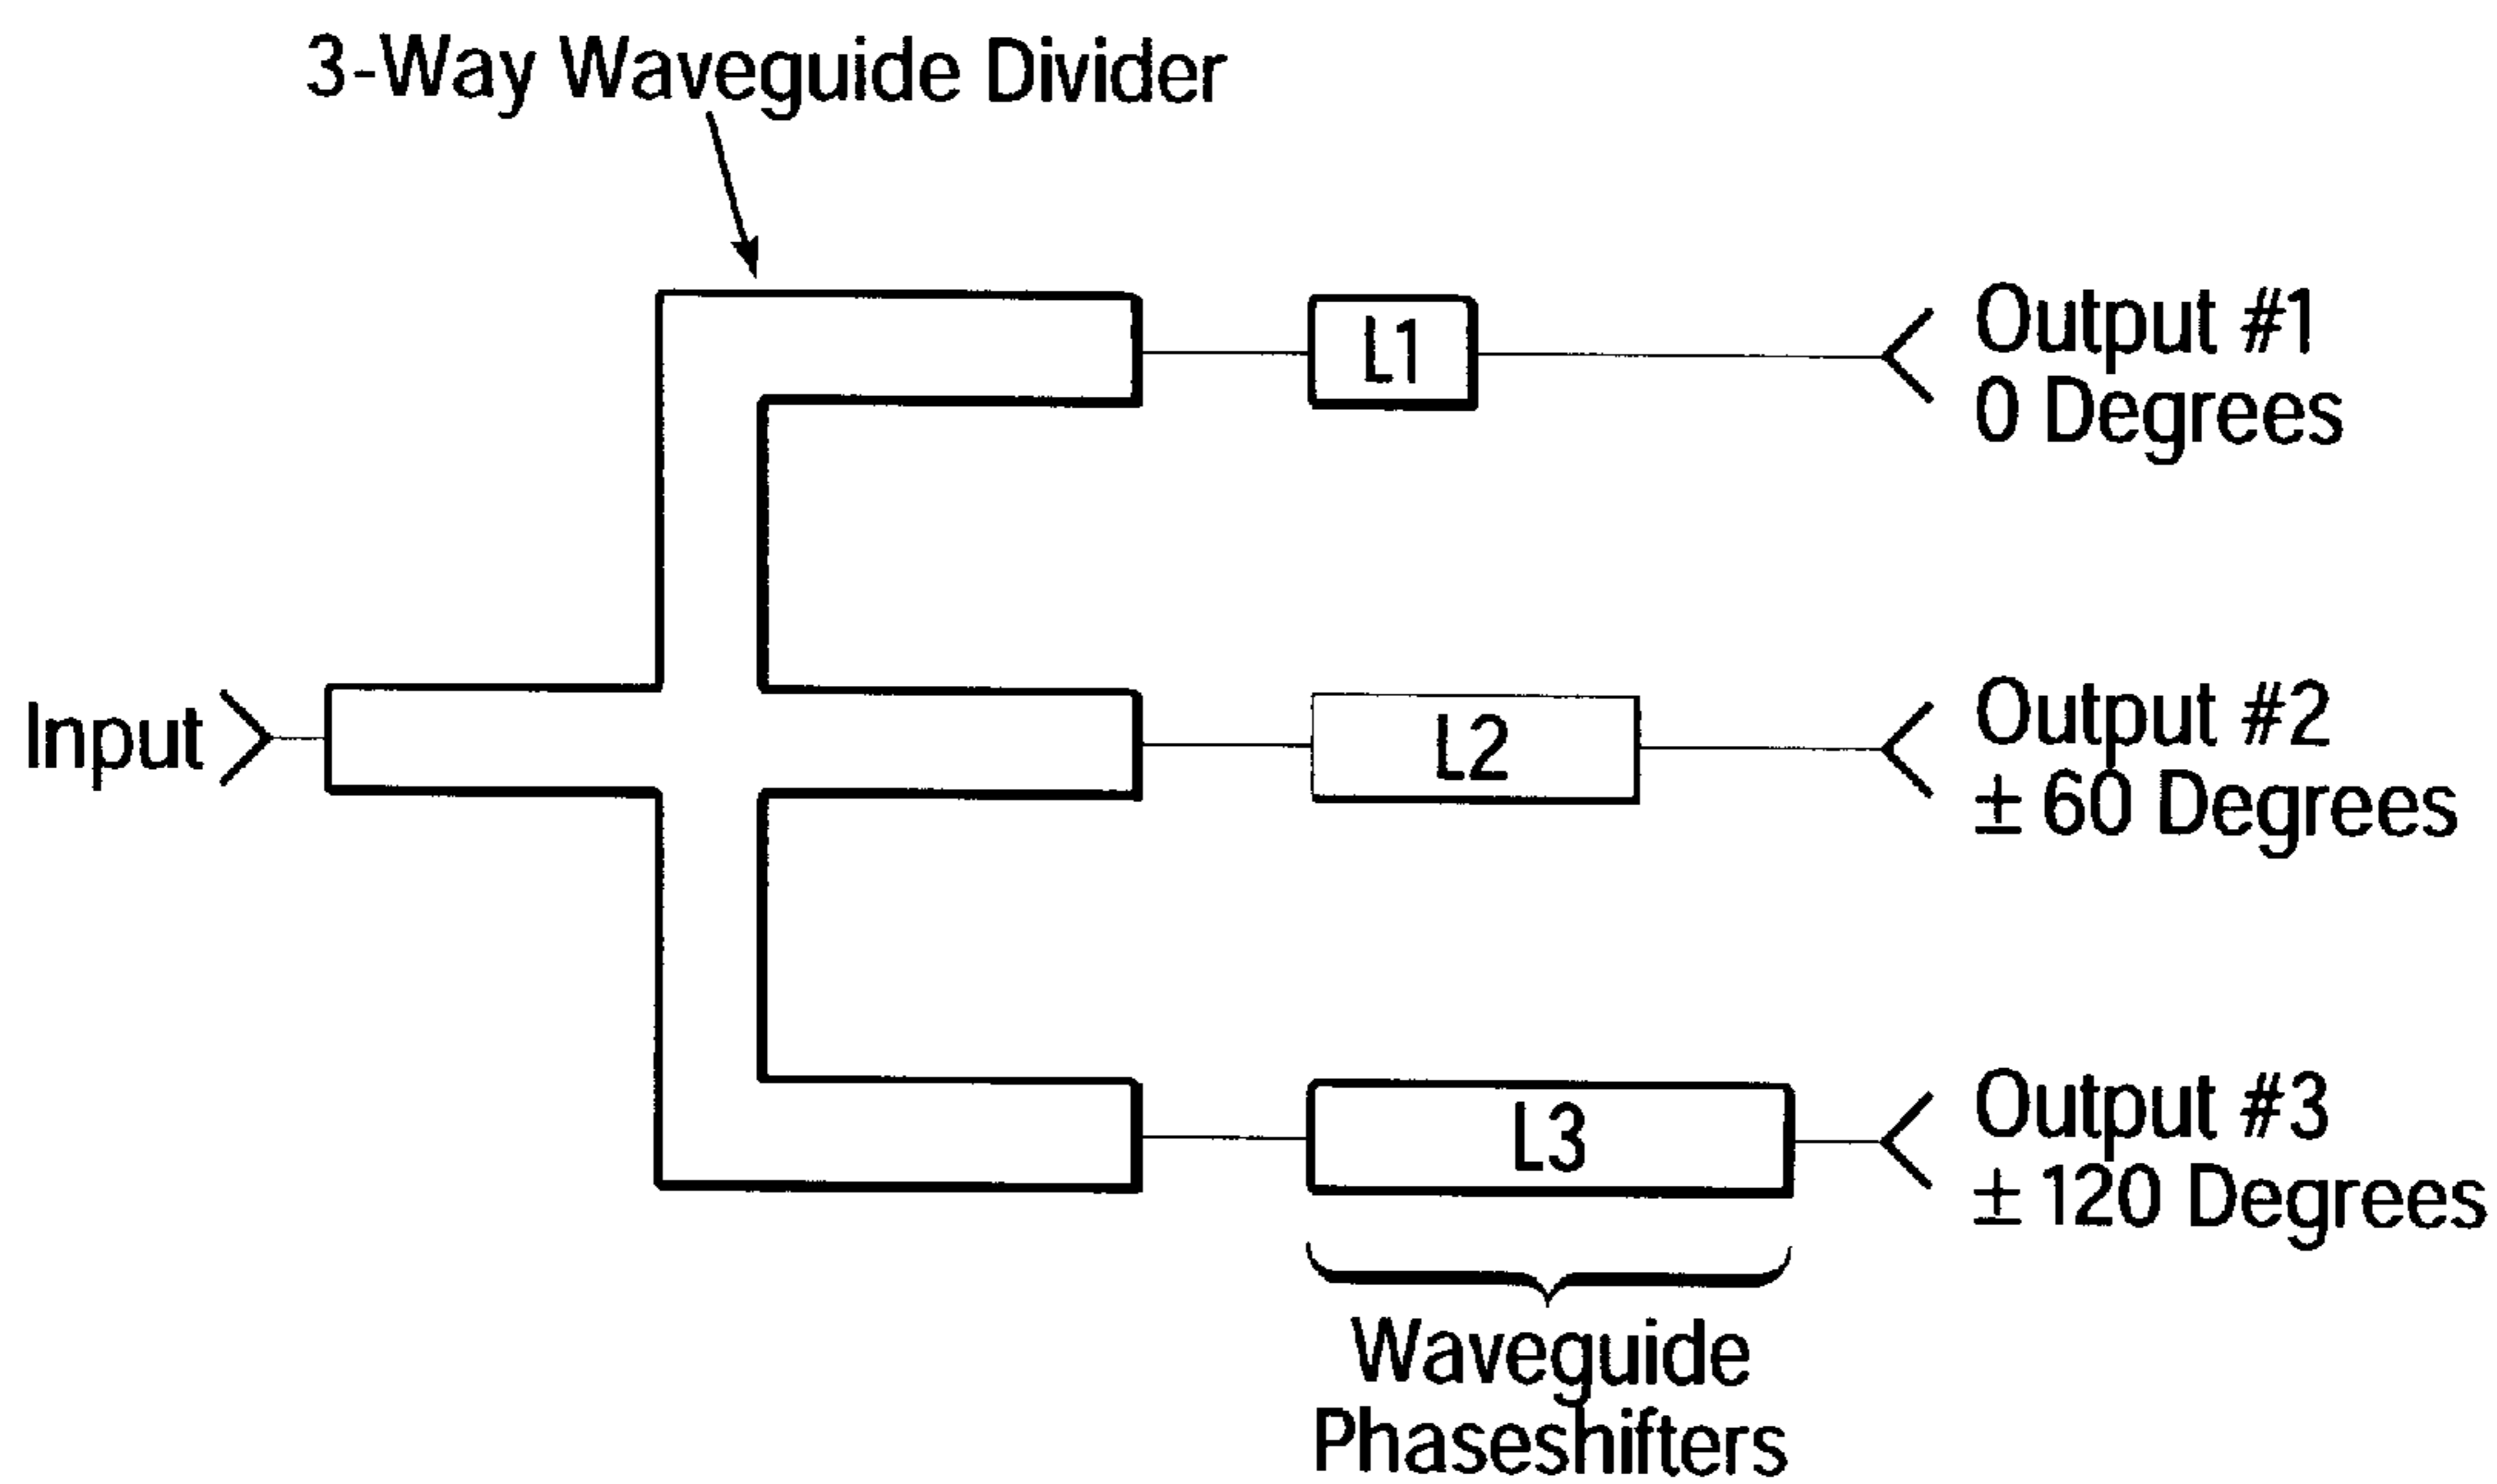 3-Way Waveguide Divider
L1
Output #1
0 Degrees
Input
L2
Output #2
± 60 Degrees
L3
Output #3
± 120 Degrees
Waveguide
Phaseshifters